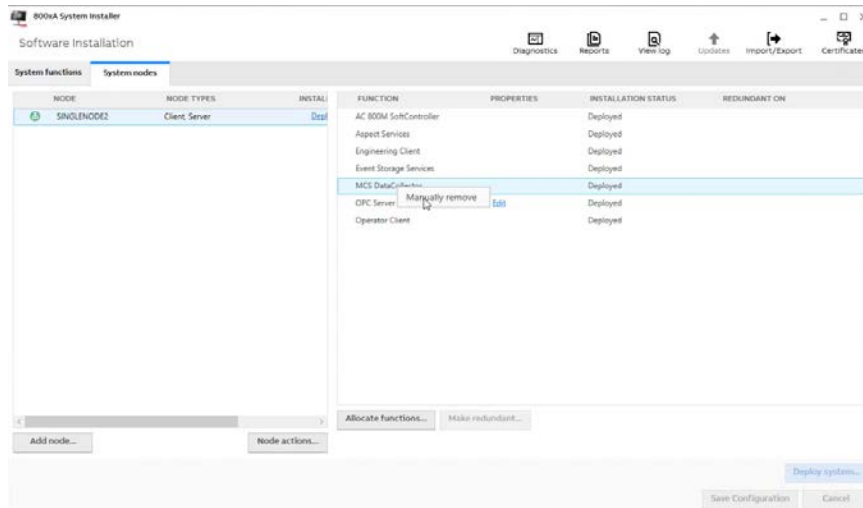 800xA System Installer
Software Installation
Diagnostics Reports View log Updates Import/Export Certificate
System functions System nodes
NODE NODE TYPES INSTAL FUNCTION PROPERTIES INSTALLATION STATUS REDUNDANT ON
SINGLENODE2 Client, Server Depl AC 800M SoftController Deployed
Aspect Services Deployed
Engineering Client Deployed
Event Storage Services Deployed
MCS DataCollector Deployed
Manually remove
OPC Server Edit Deployed
Operator Client Deployed
Allocate functions... Make redundant...
Add node... Node actions...
Deploy system...
Save Configuration Cancel